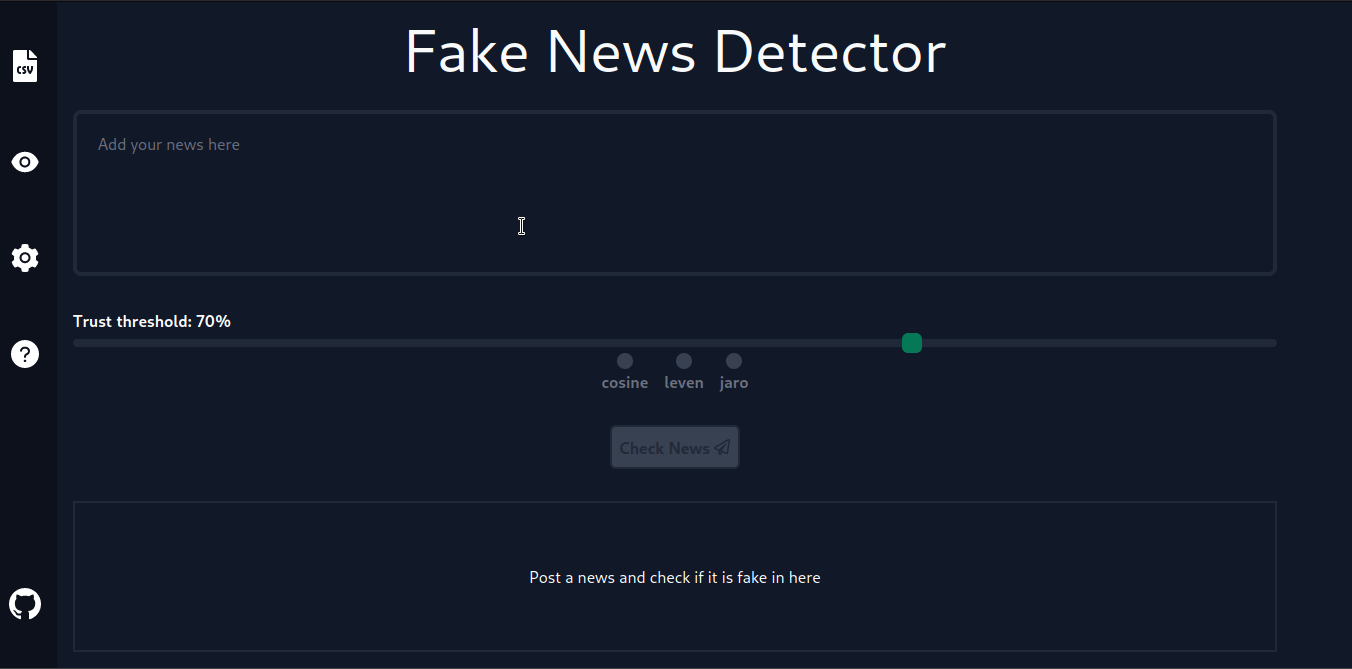 Fake News Detector
CSV
Add your news here
Trust threshold: 70%
cosine leven jaro
?
Check News
Post a news and check if it is fake in here